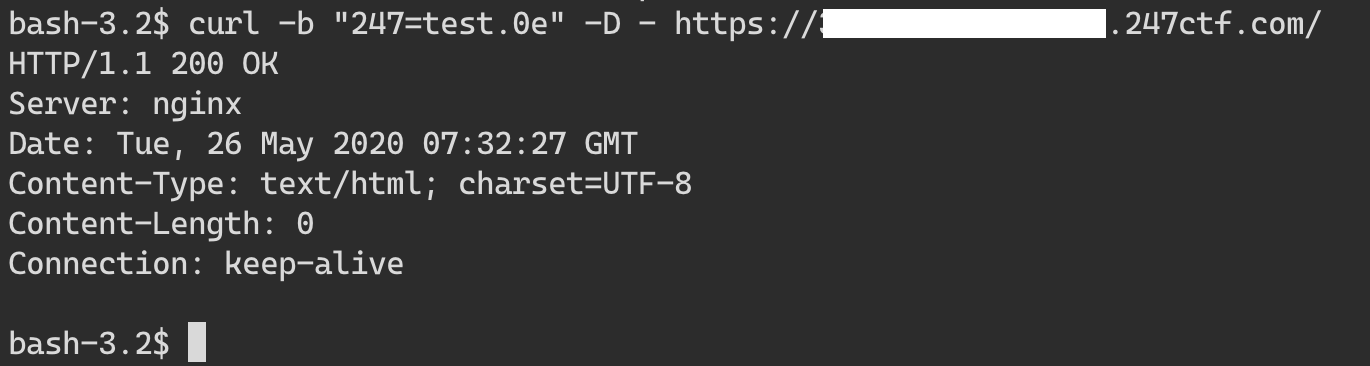 bash-3.2$ curl -b "247=test.0e" -D - https://.247ctf.com/
HTTP/1.1 200 OK
Server: nginx
Date: Tue, 26 May 2020 07:32:27 GMT
Content-Type: text/html; charset=UTF-8
Content-Length: 0
Connection: keep-alive
bash-3.2$